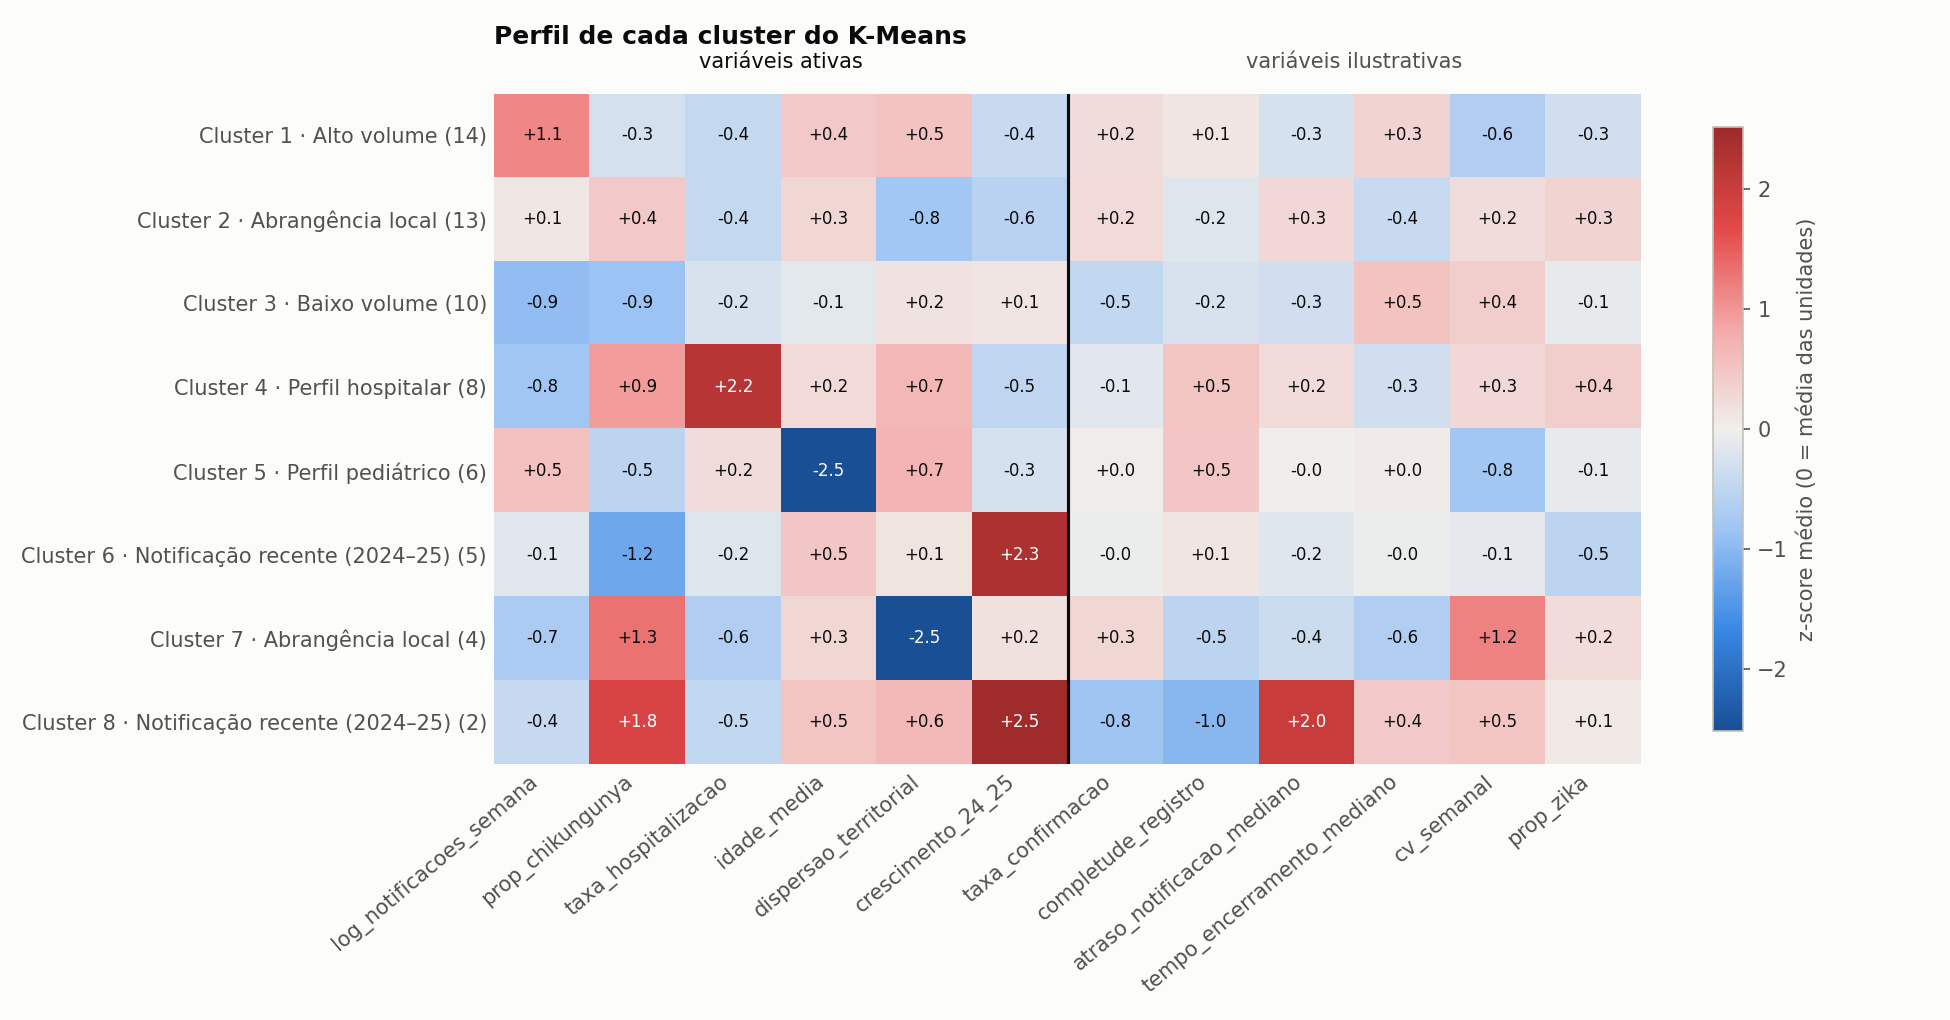 Perfil de cada cluster do K-Means
variáveis ativas
variáveis ilustrativas
Cluster 1 · Alto volume (14) +1.1 -0.3 -0.4 +0.4 +0.5 -0.4 +0.2 +0.1 -0.3 +0.3 -0.6 -0.3
Cluster 2 · Abrangência local (13) +0.1 +0.4 -0.4 +0.3 -0.8 -0.6 +0.2 -0.2 +0.3 -0.4 +0.2 +0.3
Cluster 3 · Baixo volume (10) -0.9 -0.9 -0.2 -0.1 +0.2 +0.1 -0.5 -0.2 -0.3 +0.5 +0.4 -0.1
Cluster 4 · Perfil hospitalar (8) -0.8 +0.9 +2.2 +0.2 +0.7 -0.5 -0.1 +0.5 +0.2 -0.3 +0.3 +0.4
Cluster 5 · Perfil pediátrico (6) +0.5 -0.5 +0.2 -2.5 +0.7 -0.3 +0.0 +0.5 -0.0 +0.0 -0.8 -0.1
Cluster 6 · Notificação recente (2024–25) (5) -0.1 -1.2 -0.2 +0.5 +0.1 +2.3 -0.0 +0.1 -0.2 -0.0 -0.1 -0.5
Cluster 7 · Abrangência local (4) -0.7 +1.3 -0.6 +0.3 -2.5 +0.2 +0.3 -0.5 -0.4 -0.6 +1.2 +0.2
Cluster 8 · Notificação recente (2024–25) (2) -0.4 +1.8 -0.5 +0.5 +0.6 +2.5 -0.8 -1.0 +2.0 +0.4 +0.5 +0.1
log_notificacoes_semana
prop_chikungunya
taxa_hospitalizacao
idade_media
dispersao_territorial
crescimento_24_25
taxa_confirmacao
completude_registro
atraso_notificacao_mediano
tempo_encerramento_mediano
cv_semanal
prop_zika
2
1
0
−1
−2
z-score médio (0 = média das unidades)